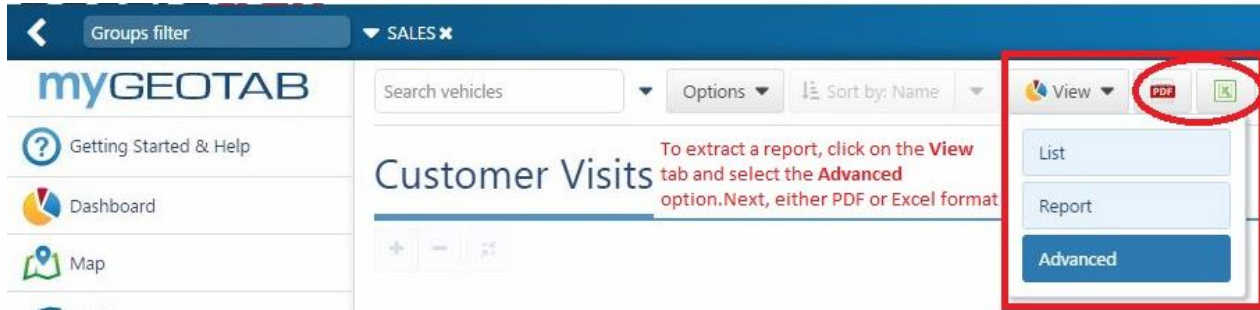 Groups filter
SALES
myGEOTAB
Search vehicles
Options
Sort by: Name
View
PDF
X
Getting Started & Help
Customer Visits
To extract a report, click on the View
tab and select the Advanced
option.Next, either PDF or Excel format
List
Dashboard
Report
Map
Advanced